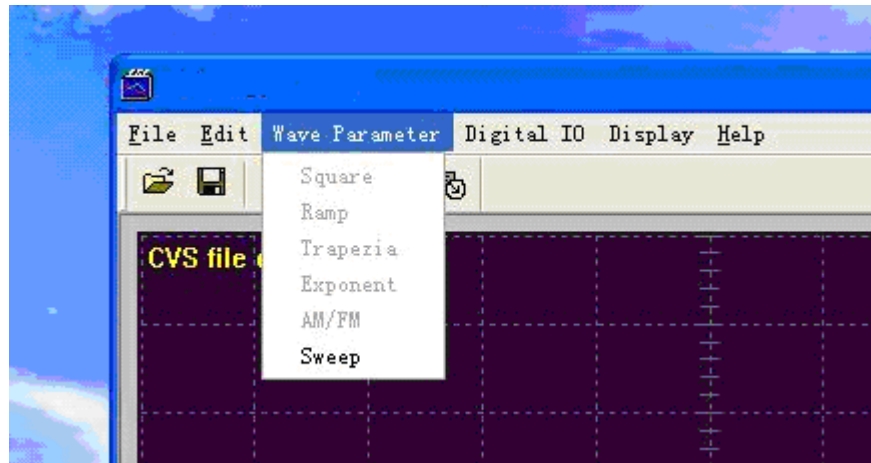 File Edit Wave Parameter Digital IO Display Help
Square
Ramp
CVS file
Trapezia
Exponent
AM/FM
Sweep